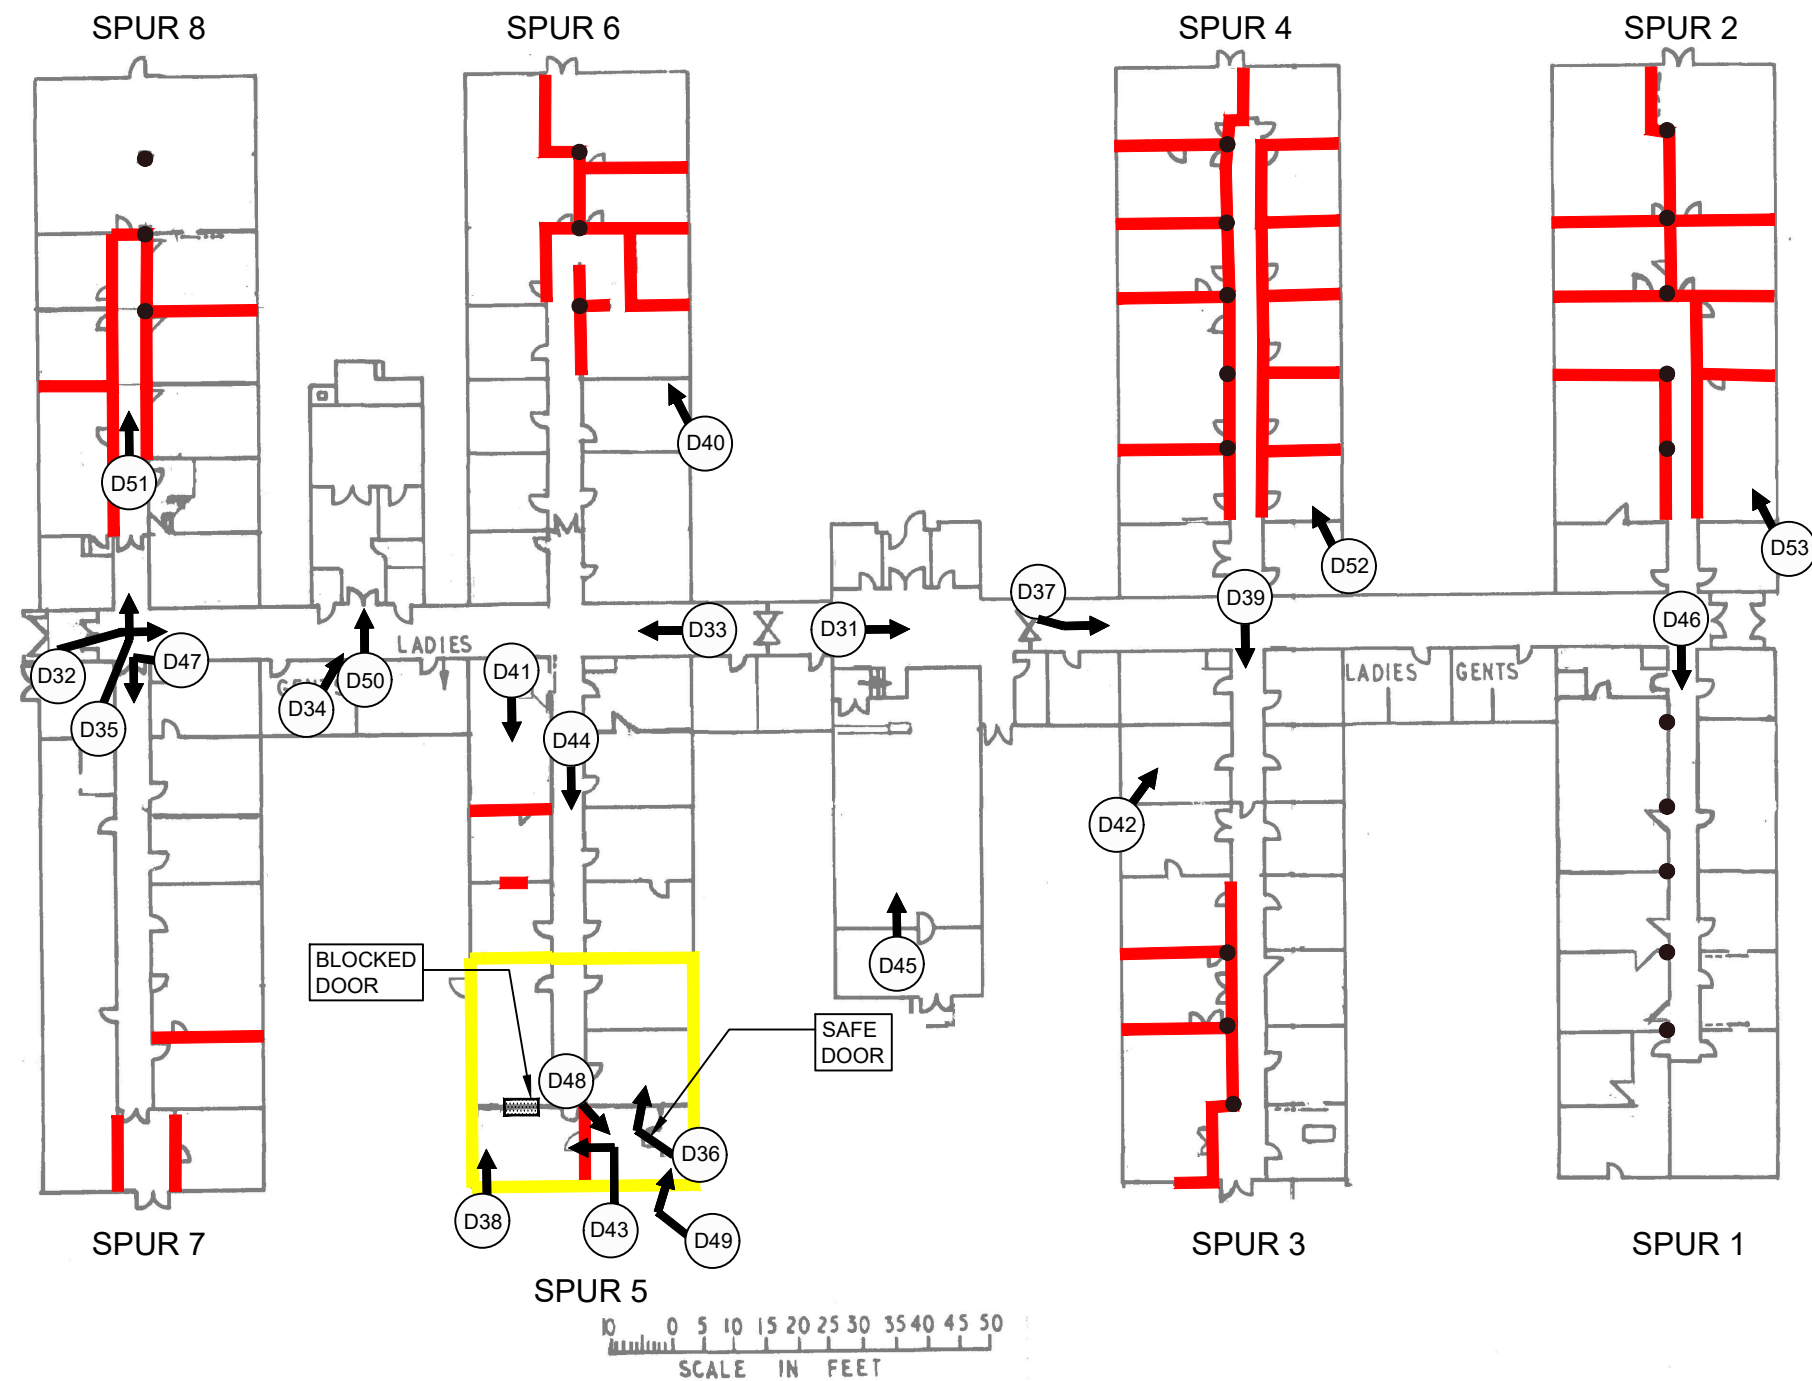 SPUR 8
SPUR 6
SPUR 4
SPUR 2
D40
D51
D53
D52
D37
D39
D46
D33
D31
LADIES
D32
D47
D41
D34
GENTS
D50
D35
D44
LADIES
GENTS
D42
BLOCKED
DOOR
D45
SAFE
DOOR
D48
D36
D38
D43
D49
SPUR 7
SPUR 5
SPUR 3
SPUR 1
10 0 5 10 15 20 25 30 35 40 45 50
SCALE IN FEET